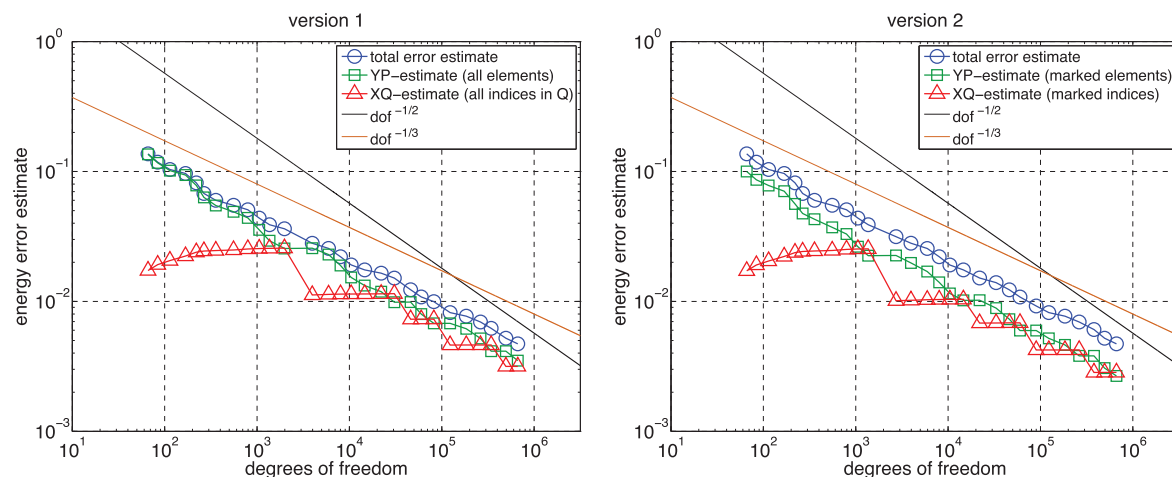 version 1
energy error estimate
10^0
10^-1
10^-2
10^-3
total error estimate
YP−estimate (all elements)
XQ−estimate (all indices in Q)
dof^-1/2
dof^-1/3
10^1 10^2 10^3 10^4 10^5 10^6
degrees of freedom
version 2
energy error estimate
10^0
10^-1
10^-2
10^-3
total error estimate
YP−estimate (marked elements)
XQ−estimate (marked indices)
dof^-1/2
dof^-1/3
10^1 10^2 10^3 10^4 10^5 10^6
degrees of freedom